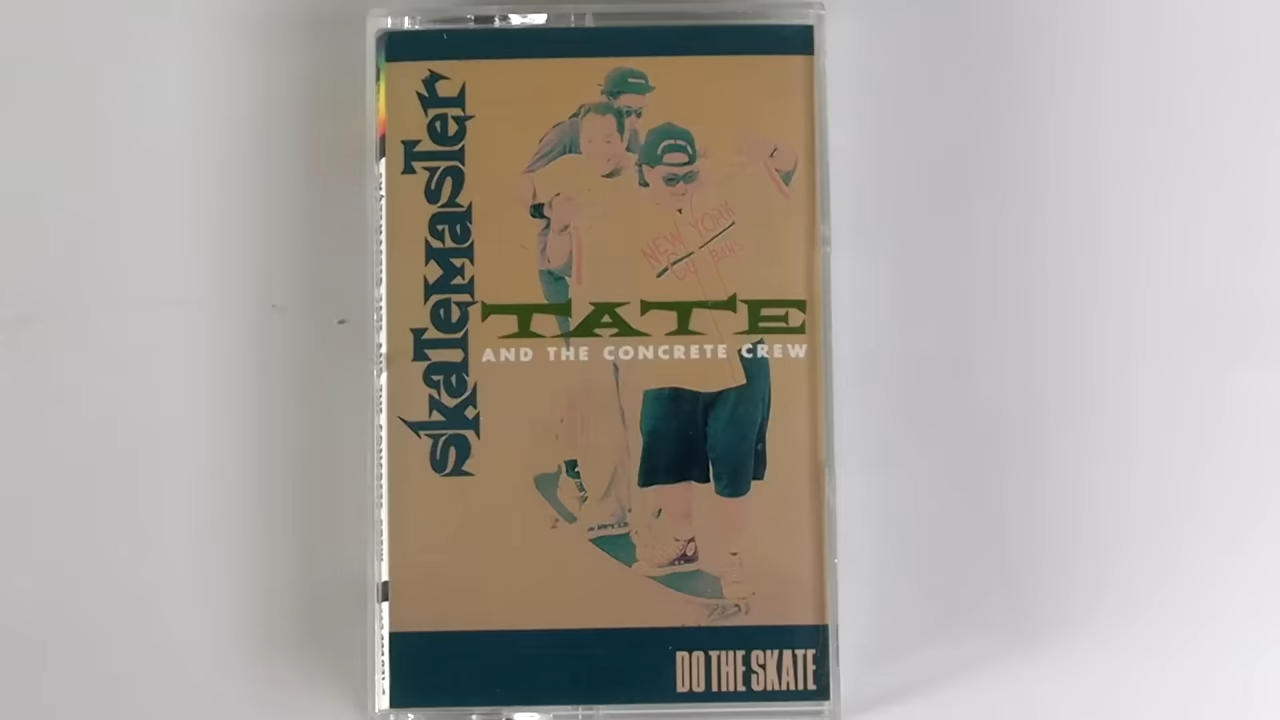 skaTeMasTer
TATE
AND THE CONCRETE CREW
NEW YORK
DO THE SKATE